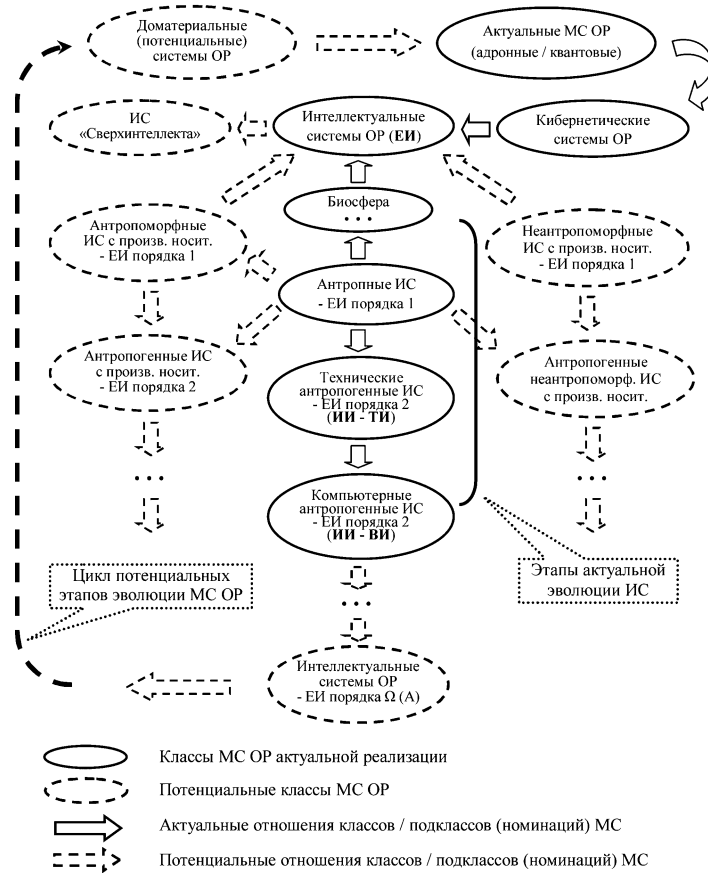 Доматериальные
(потенциальные)
системы ОР
Актуальные МС ОР
(адронные / квантовые)
ИС
«Сверхинтеллекта»
Интеллектуальные
системы ОР (ЕИ)
Кибернетические
системы ОР
Биосфера
. . .
Антропоморфные
ИС с произв. носит.
- ЕИ порядка 1
Неантропоморфные
ИС с произв. носит.
- ЕИ порядка 1
Антропные ИС
- ЕИ порядка 1
Антропогенные ИС
с произв. носит.
- ЕИ порядка 2
Технические
антропогенные ИС
- ЕИ порядка 2
(ИИ - ТИ)
Антропогенные
неантропоморф. ИС
с произв. носит.
. . .
. . .
Компьютерные
антропогенные ИС
- ЕИ порядка 2
(ИИ - ВИ)
Цикл потенциальных
этапов эволюции МС ОР
Этапы актуальной
эволюции ИС
. . .
Интеллектуальные
системы ОР
- ЕИ порядка Ω (А)
Классы МС ОР актуальной реализации
Потенциальные классы МС ОР
Актуальные отношения классов / подклассов (номинаций) МС
Потенциальные отношения классов / подклассов (номинаций) МС